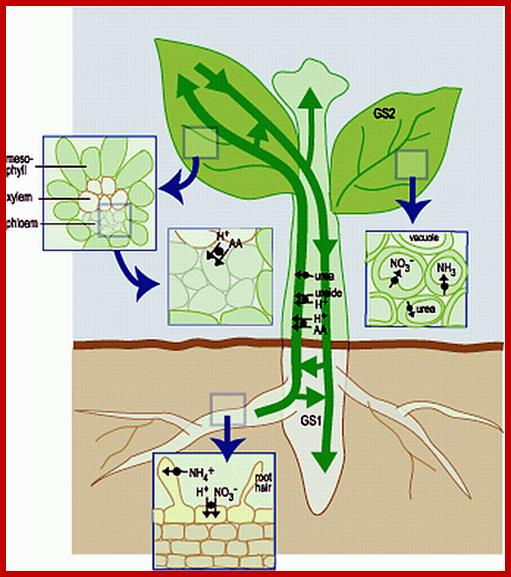 GS2
meso-
phyll
xylem
phloem
H⁺
AA
vacuole
NO₃⁻
NH₃
urea
urea
ureide
H⁺
H⁺
AA
GS1
NH₄⁺
H⁺ NO₃⁻
root
hair